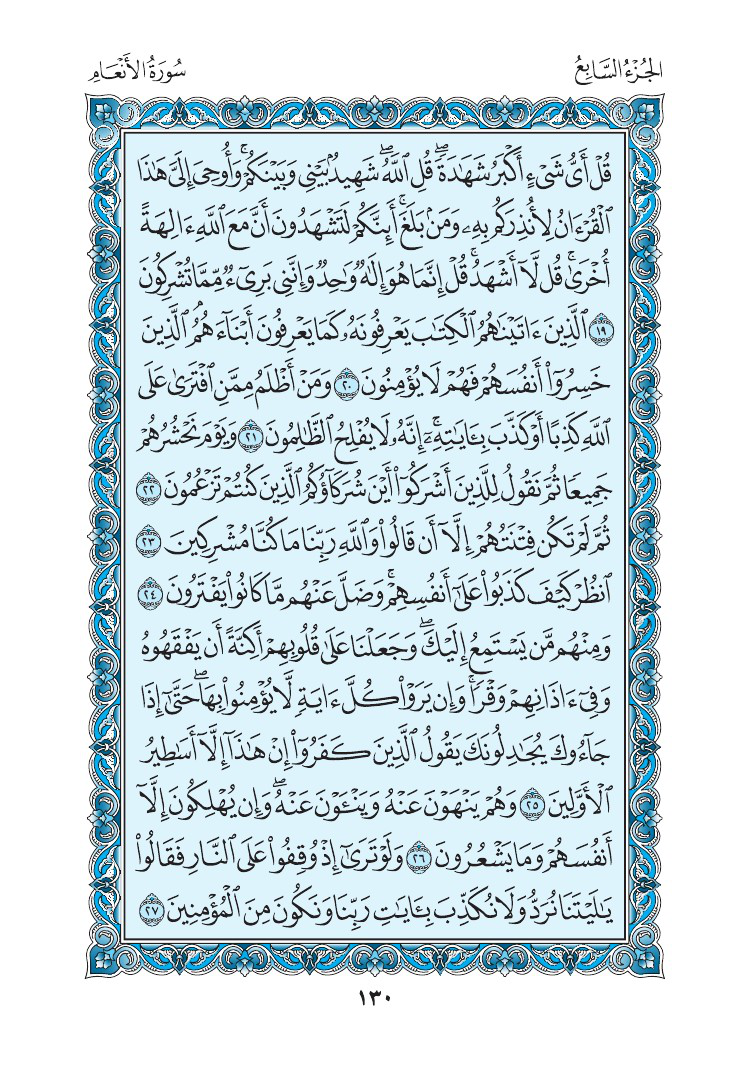 الجُزْءُ السَّابِعُ
سُورَةُ الأَنْعَامِ
قُلْ أَيُّ شَىْءٍ أَكْبَرُ شَهَٰدَةًۖ قُلِ ٱللَّهُۖ شَهِيدُۢ بَيْنِى وَبَيْنَكُمْۚ وَأُوحِىَ إِلَىَّ هَٰذَا
ٱلْقُرْءَانُ لِأُنذِرَكُم بِهِۦ وَمَنۢ بَلَغَۚ أَئِنَّكُمْ لَتَشْهَدُونَ أَنَّ مَعَ ٱللَّهِ ءَالِهَةً
أُخْرَىٰۚ قُل لَّآ أَشْهَدُۚ قُلْ إِنَّمَا هُوَ إِلَٰهٌ وَٰحِدٌ وَإِنَّنِى بَرِىٓءٌ مِّمَّا تُشْرِكُونَ
١٩ ٱلَّذِينَ ءَاتَيْنَٰهُمُ ٱلْكِتَٰبَ يَعْرِفُونَهُۥ كَمَا يَعْرِفُونَ أَبْنَآءَهُمُۘ ٱلَّذِينَ
خَسِرُوٓا۟ أَنفُسَهُمْ فَهُمْ لَا يُؤْمِنُونَ ٢٠ وَمَنْ أَظْلَمُ مِمَّنِ ٱفْتَرَىٰ عَلَى
ٱللَّهِ كَذِبًا أَوْ كَذَّبَ بِـَٔايَٰتِهِۦٓۗ إِنَّهُۥ لَا يُفْلِحُ ٱلظَّٰلِمُونَ ٢١ وَيَوْمَ نَحْشُرُهُمْ
جَمِيعًا ثُمَّ نَقُولُ لِلَّذِينَ أَشْرَكُوٓا۟ أَيْنَ شُرَكَآؤُكُمُ ٱلَّذِينَ كُنتُمْ تَزْعُمُونَ ٢٢
ثُمَّ لَمْ تَكُن فِتْنَتُهُمْ إِلَّآ أَن قَالُوا۟ وَٱللَّهِ رَبِّنَا مَا كُنَّا مُشْرِكِينَ ٢٣
ٱنظُرْ كَيْفَ كَذَبُوا۟ عَلَىٰٓ أَنفُسِهِمْۚ وَضَلَّ عَنْهُم مَّا كَانُوا۟ يَفْتَرُونَ ٢٤
وَمِنْهُم مَّن يَسْتَمِعُ إِلَيْكَۖ وَجَعَلْنَا عَلَىٰ قُلُوبِهِمْ أَكِنَّةً أَن يَفْقَهُوهُ
وَفِىٓ ءَاذَانِهِمْ وَقْرًاۚ وَإِن يَرَوْا۟ كُلَّ ءَايَةٍ لَّا يُؤْمِنُوا۟ بِهَاۖ حَتَّىٰٓ إِذَا
جَآءُوكَ يُجَٰدِلُونَكَ يَقُولُ ٱلَّذِينَ كَفَرُوٓا۟ إِنْ هَٰذَآ إِلَّآ أَسَٰطِيرُ
ٱلْأَوَّلِينَ ٢٥ وَهُمْ يَنْهَوْنَ عَنْهُ وَيَنْـَٔوْنَ عَنْهُۖ وَإِن يُهْلِكُونَ إِلَّآ
أَنفُسَهُمْ وَمَا يَشْعُرُونَ ٢٦ وَلَوْ تَرَىٰٓ إِذْ وُقِفُوا۟ عَلَى ٱلنَّارِ فَقَالُوا۟
يَٰلَيْتَنَا نُرَدُّ وَلَا نُكَذِّبَ بِـَٔايَٰتِ رَبِّنَا وَنَكُونَ مِنَ ٱلْمُؤْمِنِينَ ٢٧
١٣٠